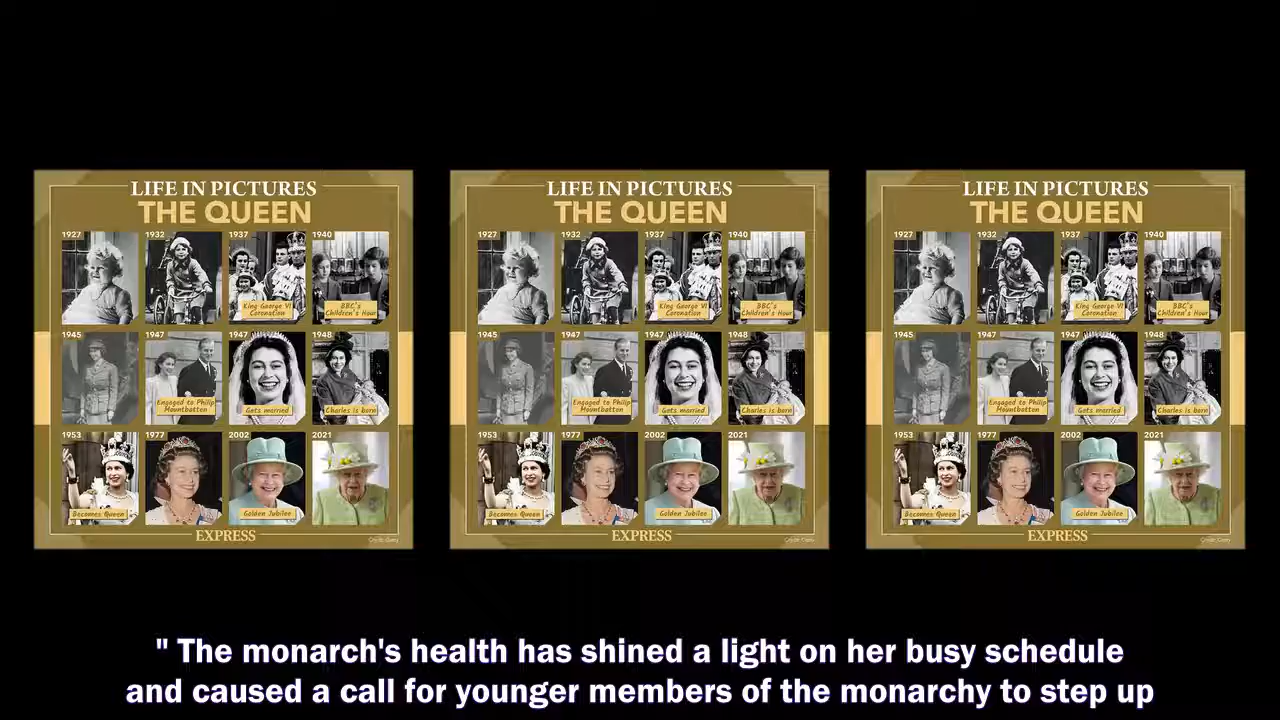 LIFE IN PICTURES
THE QUEEN
1927 1932 1937 1940
King George VI
Coronation
BBC's
Children's Hour
1945 1947 1947 1948
Engaged to Philip
Mountbatten
Gets married
Charles is born
1953 1977 2002 2021
Becomes Queen
Golden Jubilee
EXPRESS
LIFE IN PICTURES
THE QUEEN
1927 1932 1937 1940
King George VI
Coronation
BBC's
Children's Hour
1945 1947 1947 1948
Engaged to Philip
Mountbatten
Gets married
Charles is born
1953 1977 2002 2021
Becomes Queen
Golden Jubilee
EXPRESS
LIFE IN PICTURES
THE QUEEN
1927 1932 1937 1940
King George VI
Coronation
BBC's
Children's Hour
1945 1947 1947 1948
Engaged to Philip
Mountbatten
Gets married
Charles is born
1953 1977 2002 2021
Becomes Queen
Golden Jubilee
EXPRESS
" The monarch's health has shined a light on her busy schedule
and caused a call for younger members of the monarchy to step up